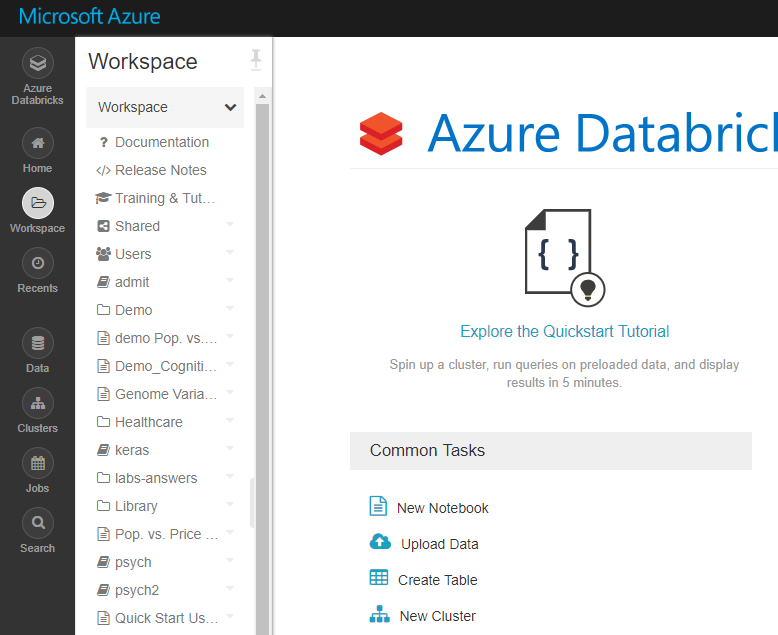 Microsoft Azure
Azure
Databricks
Home
Workspace
Recents
Data
Clusters
Jobs
Search
Workspace
Workspace
? Documentation
</> Release Notes
Training & Tut...
Shared
Users
admit
Demo
demo Pop. vs....
Demo_Cogniti...
Genome Varia...
Healthcare
keras
labs-answers
Library
Pop. vs. Price ...
psych
psych2
Quick Start Us...
Azure Databrick
{ }
Explore the Quickstart Tutorial
Spin up a cluster, run queries on preloaded data, and display
results in 5 minutes.
Common Tasks
New Notebook
Upload Data
Create Table
New Cluster